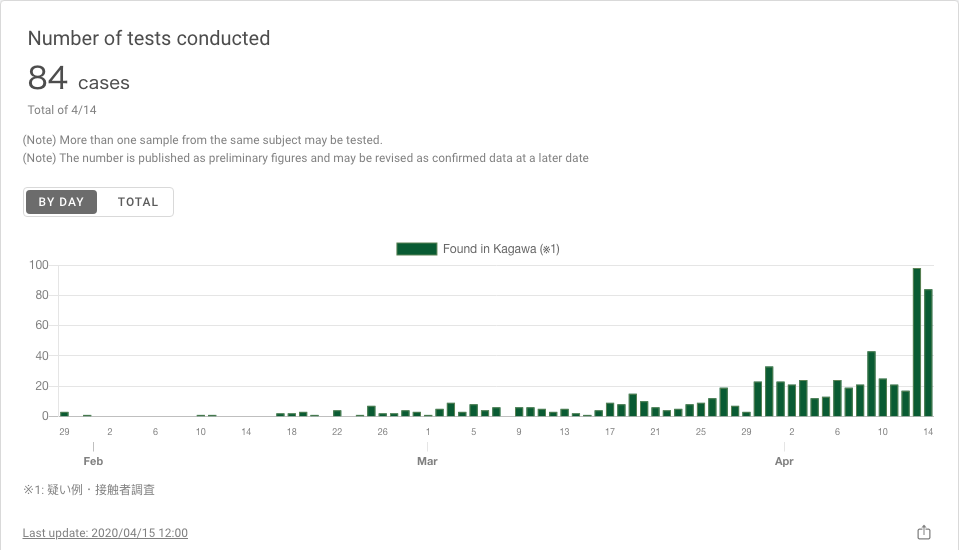 Number of tests conducted
84 cases
Total of 4/14
(Note) More than one sample from the same subject may be tested.
(Note) The number is published as preliminary figures and may be revised as confirmed data at a later date
BY DAY TOTAL
Found in Kagawa (※1)
100
80
60
40
20
0
29 2 6 10 14 18 22 26 1 5 9 13 17 21 25 29 2 6 10 14
Feb Mar Apr
※1: 疑い例・接触者調査
Last update: 2020/04/15 12:00